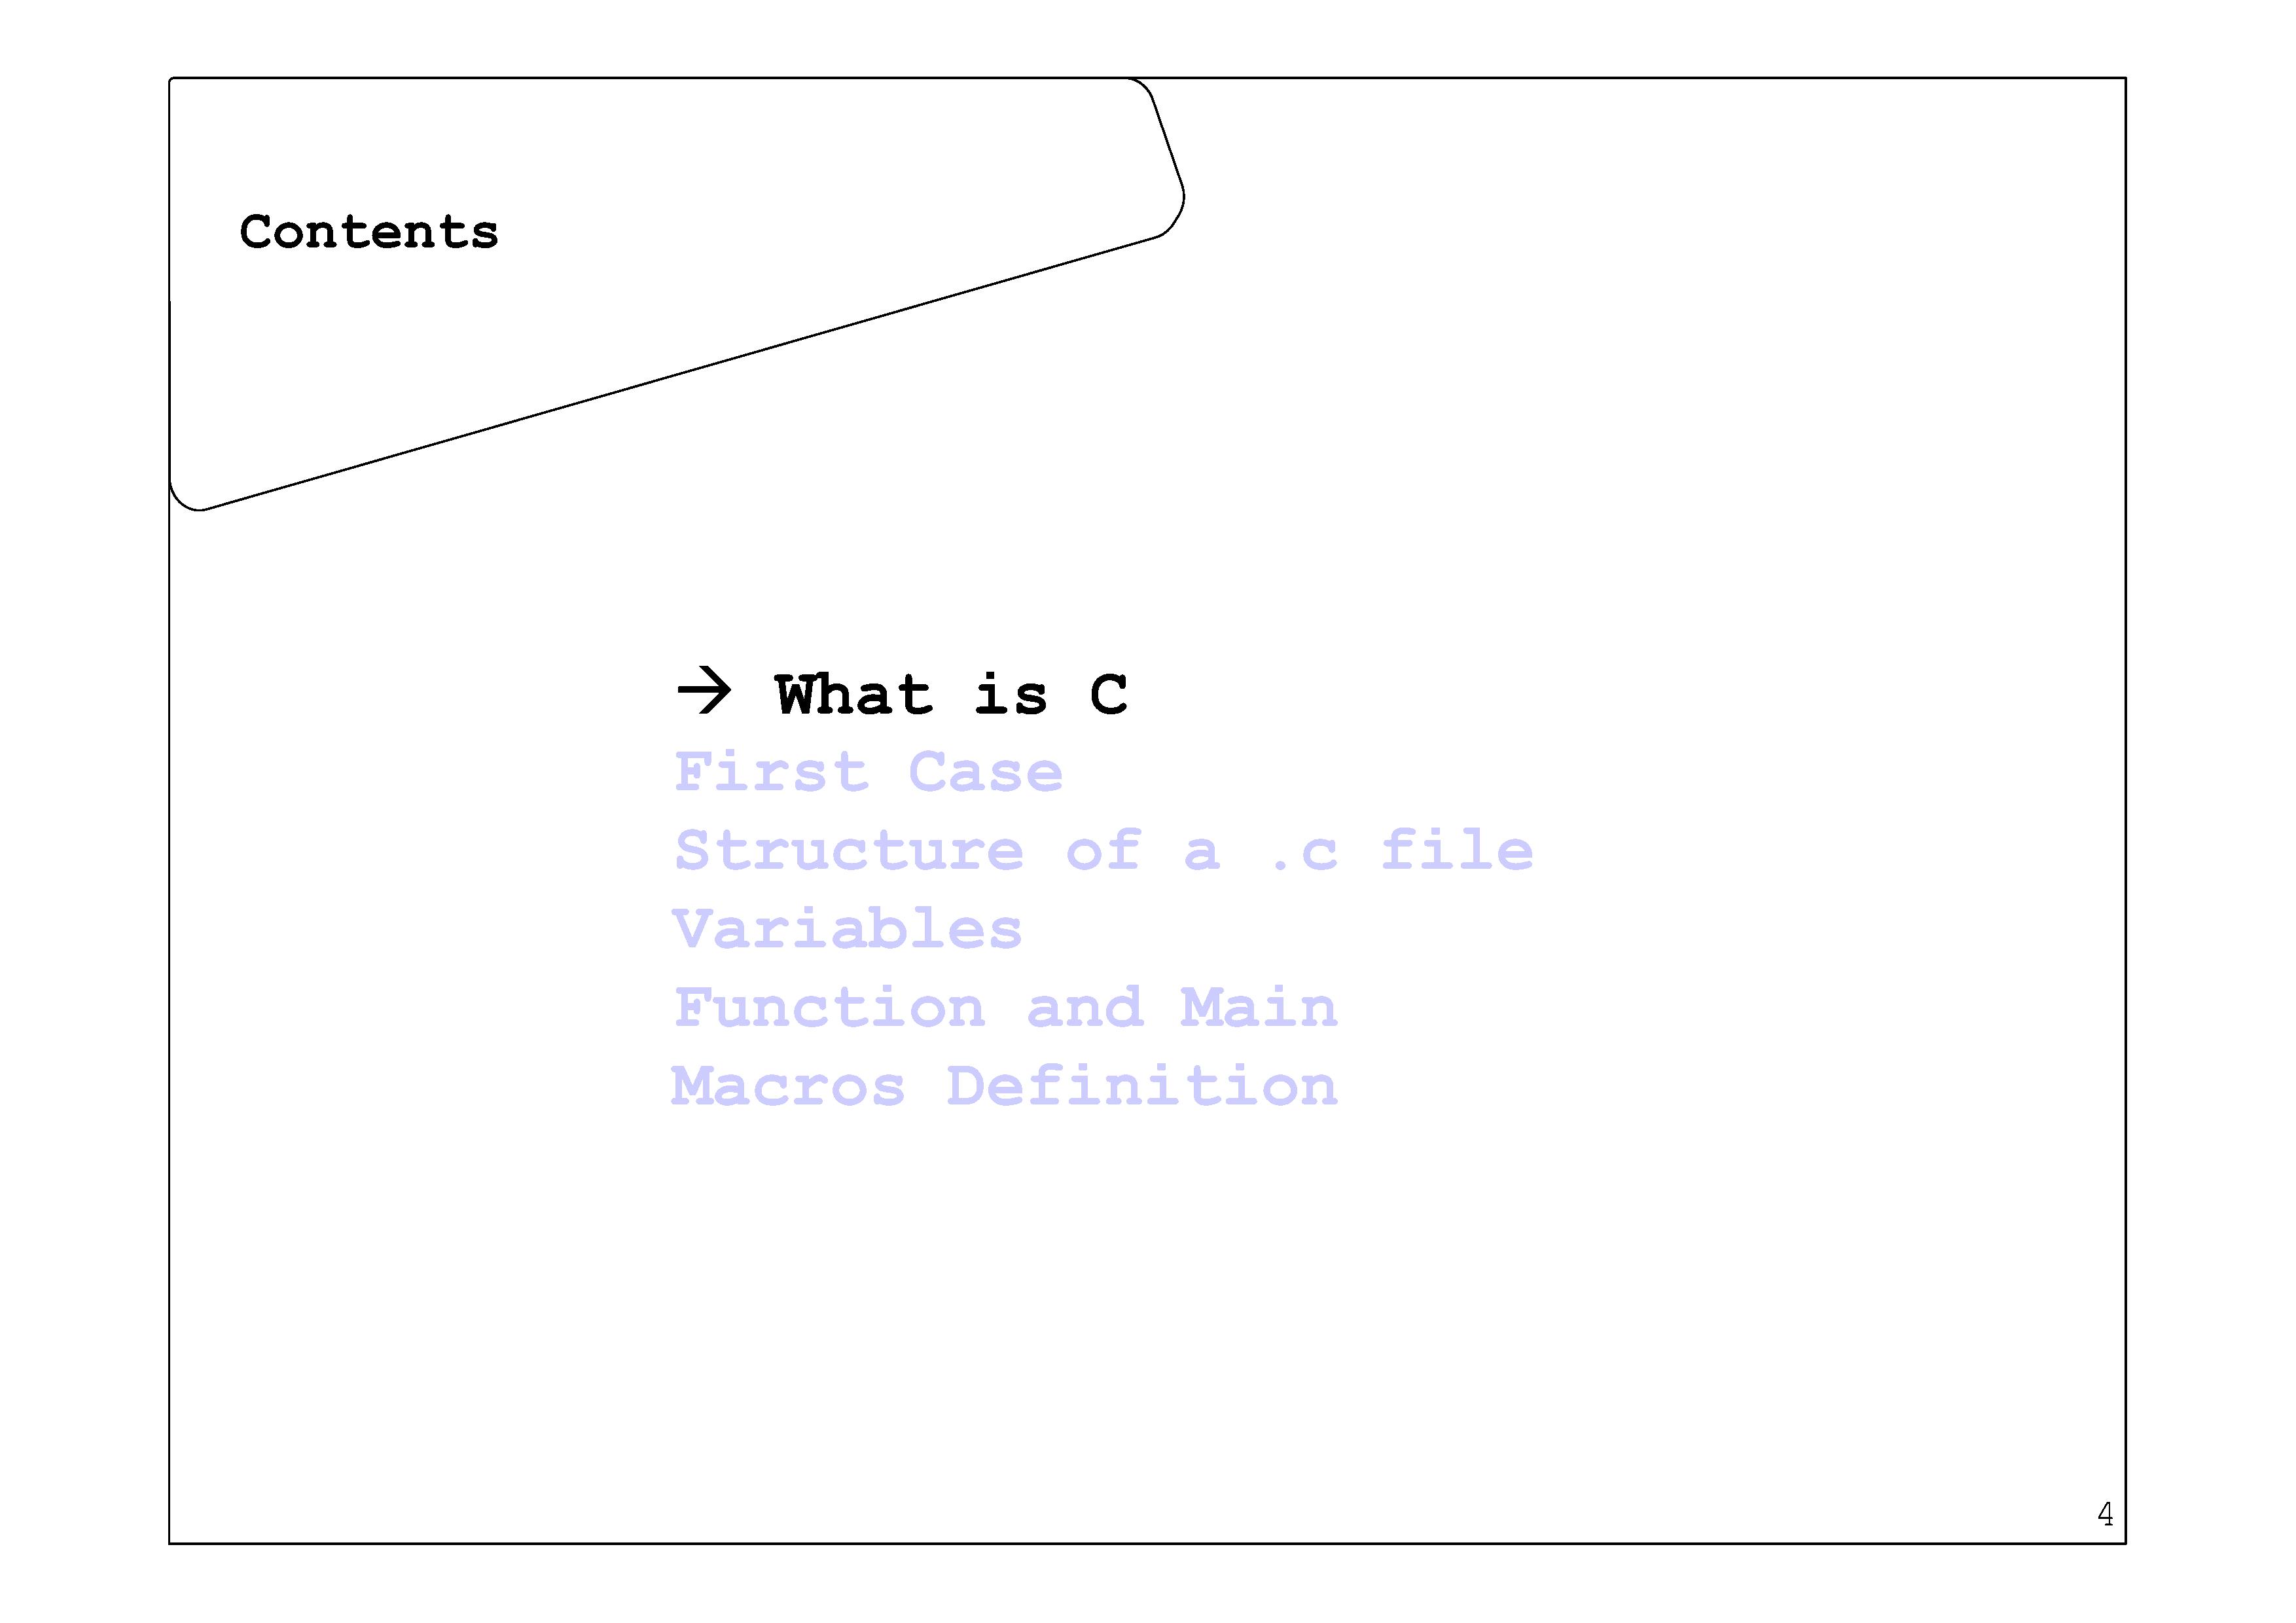 Contents
→ What is C
First Case
Structure of a .c file
Variables
Function and Main
Macros Definition
4